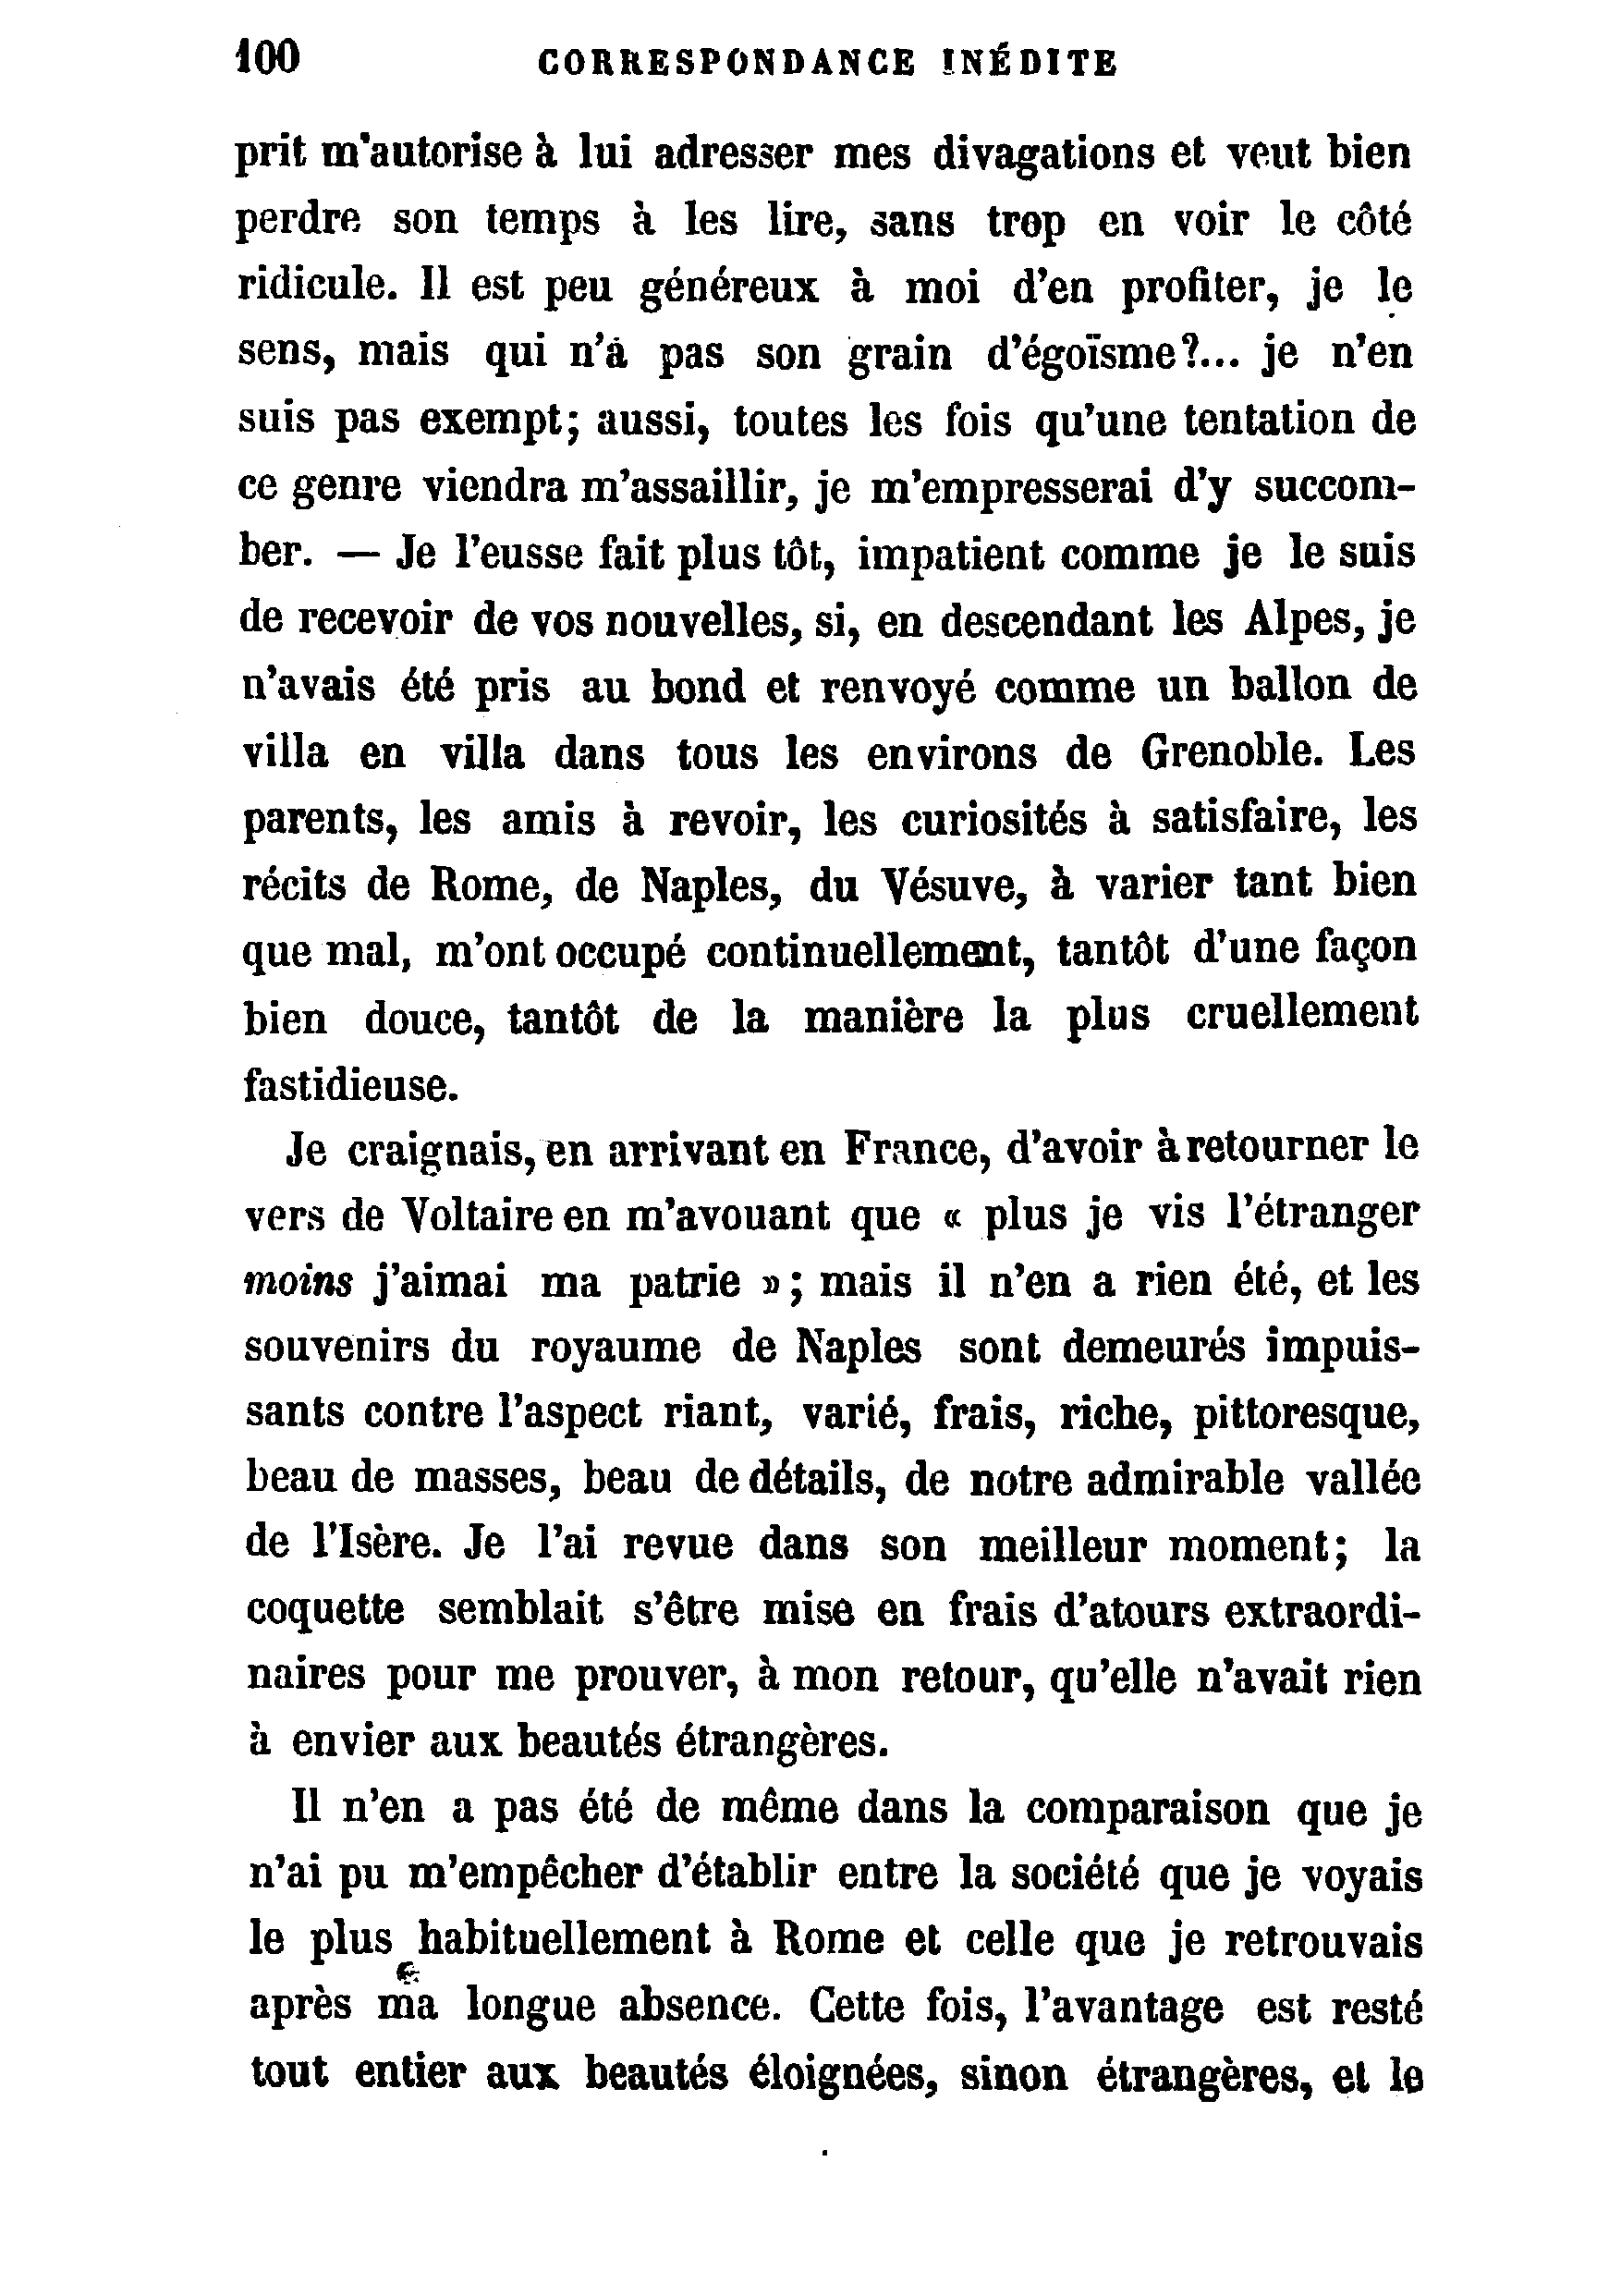 100 CORRESPONDANCE INÉDITE
prit m'autorise à lui adresser mes divagations et veut bien
perdre son temps à les lire, sans trop en voir le côté
ridicule. Il est peu généreux à moi d'en profiter, je le
sens, mais qui n'a pas son grain d'égoïsme?... je n'en
suis pas exempt; aussi, toutes les fois qu'une tentation de
ce genre viendra m'assaillir, je m'empresserai d'y succom-
ber. — Je l'eusse fait plus tôt, impatient comme je le suis
de recevoir de vos nouvelles, si, en descendant les Alpes, je
n'avais été pris au bond et renvoyé comme un ballon de
villa en villa dans tous les environs de Grenoble. Les
parents, les amis à revoir, les curiosités à satisfaire, les
récits de Rome, de Naples, du Vésuve, à varier tant bien
que mal, m'ont occupé continuellement, tantôt d'une façon
bien douce, tantôt de la manière la plus cruellement
fastidieuse.
Je craignais, en arrivant en France, d'avoir à retourner le
vers de Voltaire en m'avouant que « plus je vis l'étranger
moins j'aimai ma patrie » ; mais il n'en a rien été, et les
souvenirs du royaume de Naples sont demeurés impuis-
sants contre l'aspect riant, varié, frais, riche, pittoresque,
beau de masses, beau de détails, de notre admirable vallée
de l'Isère. Je l'ai revue dans son meilleur moment; la
coquette semblait s'être mise en frais d'atours extraordi-
naires pour me prouver, à mon retour, qu'elle n'avait rien
à envier aux beautés étrangères.
Il n'en a pas été de même dans la comparaison que je
n'ai pu m'empêcher d'établir entre la société que je voyais
le plus habituellement à Rome et celle que je retrouvais
après ma longue absence. Cette fois, l'avantage est resté
tout entier aux beautés éloignées, sinon étrangères, et le